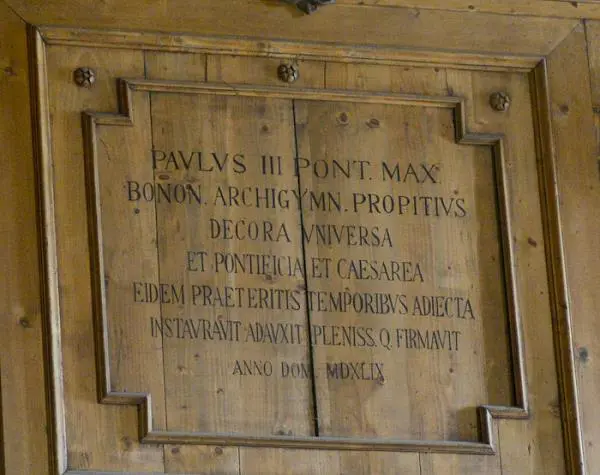 PAVLVS III PONT. MAX.
BONON. ARCHIGYMN. PROPITIVS
DECORA VNIVERSA
ET PONTIFICIA ET CAESAREA
EIDEM PRAETERITIS TEMPORIBVS ADIECTA
INSTAVRAVIT ADAVXIT PLENISS. Q. FIRMAVIT
ANNO DOM. MDXLIX